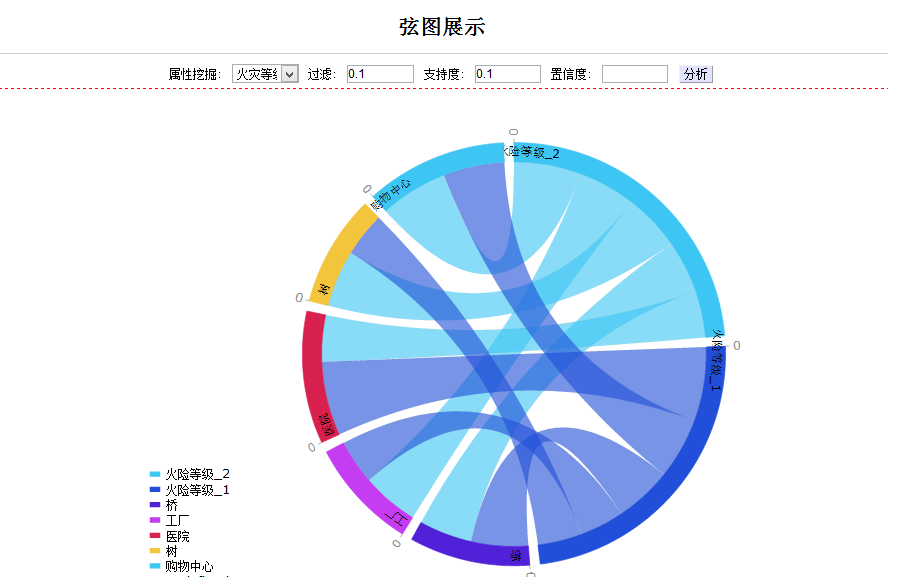 弦图展示
属性挖掘： 火灾等级 过滤： 0.1 支持度： 0.1 置信度： 分析
0
火险等级_2
0
购物中心
0
树
0
火险等级_1
0
医院
0
工厂
桥
0
火险等级_2
火险等级_1
桥
工厂
医院
树
购物中心